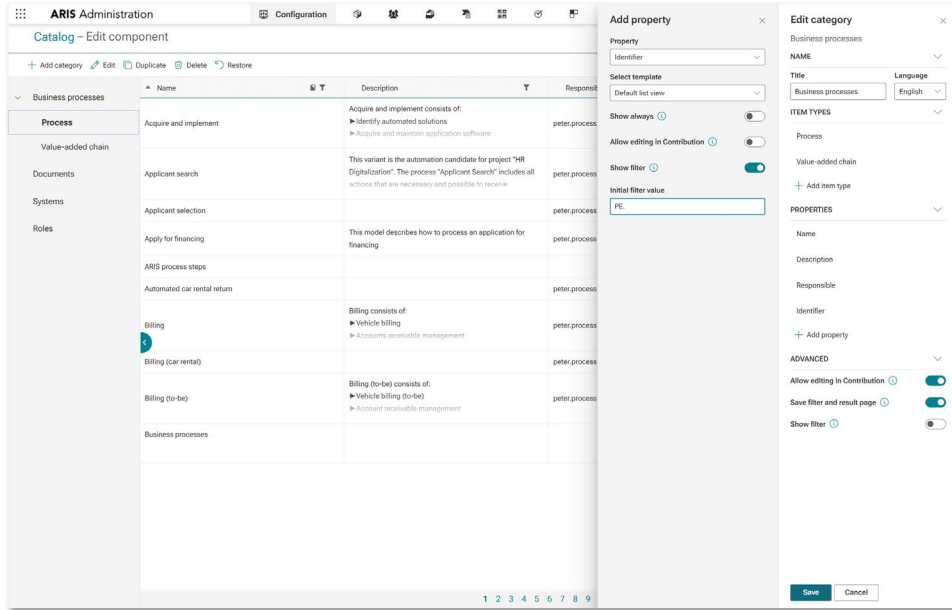 ARIS Administration
Configuration
Catalog – Edit component
Add category Edit Duplicate Delete Restore
Business processes
Process
Value-added chain
Documents
Systems
Roles
Name Description Responsib
Acquire and implement
Acquire and implement consists of:
►Identify automated solutions
►Acquire and maintain application software
peter.process
Applicant search
This variant is the automation candidate for project "HR
Digitalization". The process "Applicant Search" includes all
actions that are necessary and possible to receive
peter.process
Applicant selection
peter.process
Apply for financing
This model describes how to process an application for
financing
peter.process
ARIS process steps
Automated car rental return
peter.process
Billing
Billing consists of:
►Vehicle billing
►Accounts receivable management
peter.process
Billing (car rental)
peter.process
Billing (to-be)
Billing (to-be) consists of:
►Vehicle billing (to-be)
►Account receivable management
peter.process
Business processes
1 2 3 4 5 6 7 8 9
Add property
Property
Identifier
Select template
Default list view
Show always
Allow editing in Contribution
Show filter
Initial filter value
PE.
Edit category
Business processes
NAME
Title Language
Business processes English
ITEM TYPES
Process
Value-added chain
Add item type
PROPERTIES
Name
Description
Responsible
Identifier
Add property
ADVANCED
Allow editing in Contribution
Save filter and result page
Show filter
Save Cancel